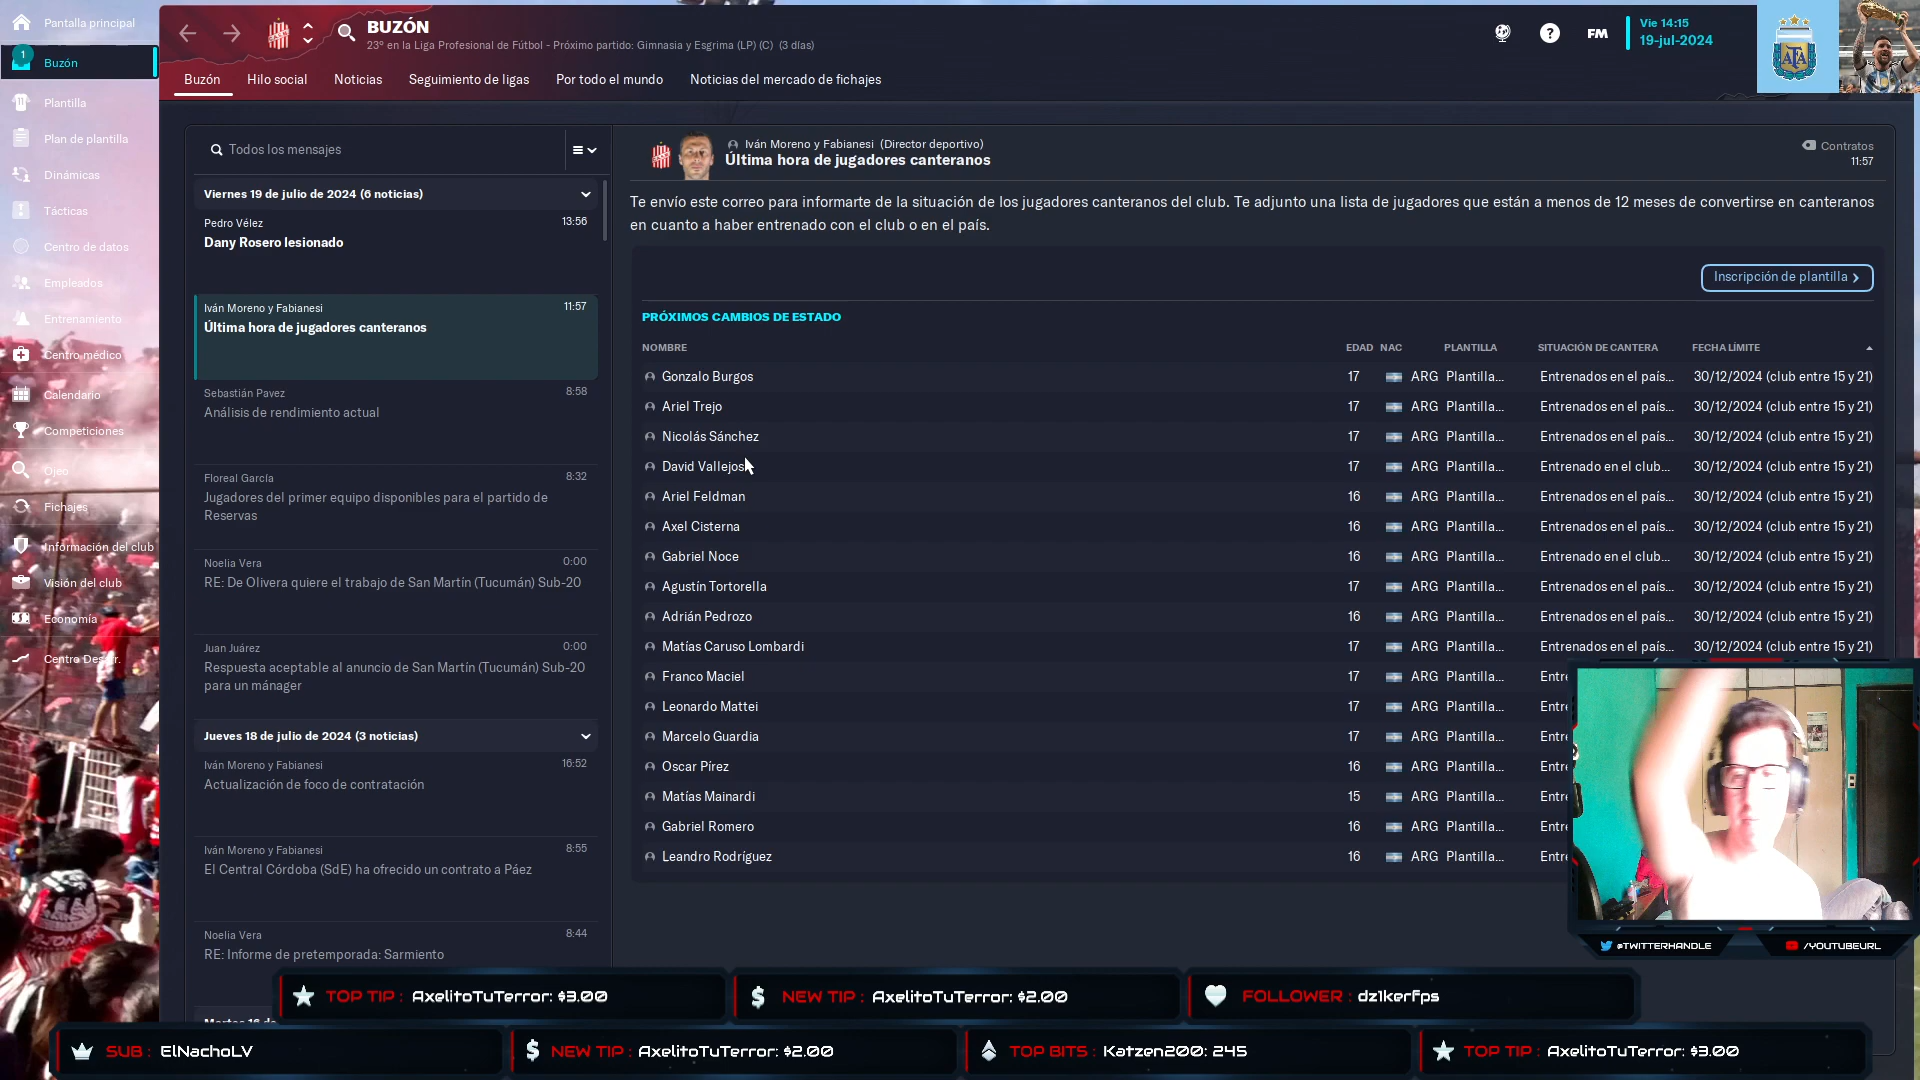 Pantalla principal
1
Buzón
Plantilla
Plan de plantilla
Dinámicas
Tácticas
Centro de datos
Empleados
Entrenamiento
Centro médico
Calendario
Competiciones
Ojeo
Fichajes
Información del club
Visión del club
Economía
BUZÓN
23º en la Liga Profesional de Fútbol - Próximo partido: Gimnasia y Esgrima (LP) (C) (3 días)
?
FM
Vie 14:15
19-jul-2024
AFA
Buzón
Hilo social
Noticias
Seguimiento de ligas
Por todo el mundo
Noticias del mercado de fichajes
Todos los mensajes
Viernes 19 de julio de 2024 (6 noticias)
Pedro Vélez 13:56
Dany Rosero lesionado
Iván Moreno y Fabianesi 11:57
Última hora de jugadores canteranos
Sebastián Pavez 8:58
Análisis de rendimiento actual
Floreal García 8:32
Jugadores del primer equipo disponibles para el partido de
Reservas
Noelia Vera 0:00
RE: De Olivera quiere el trabajo de San Martín (Tucumán) Sub-20
Juan Juárez 0:00
Respuesta aceptable al anuncio de San Martín (Tucumán) Sub-20
para un mánager
Jueves 18 de julio de 2024 (3 noticias)
Iván Moreno y Fabianesi 16:52
Actualización de foco de contratación
Iván Moreno y Fabianesi 8:55
El Central Córdoba (SdE) ha ofrecido un contrato a Páez
Noelia Vera 8:44
RE: Informe de pretemporada: Sarmiento
Iván Moreno y Fabianesi (Director deportivo)
Última hora de jugadores canteranos
Contratos
11:57
Te envío este correo para informarte de la situación de los jugadores canteranos del club. Te adjunto una lista de jugadores que están a menos de 12 meses de convertirse en canteranos
en cuanto a haber entrenado con el club o en el país.
Inscripción de plantilla
PRÓXIMOS CAMBIOS DE ESTADO
NOMBRE EDAD NAC PLANTILLA SITUACIÓN DE CANTERA FECHA LÍMITE
Gonzalo Burgos 17 ARG Plantilla... Entrenados en el país... 30/12/2024 (club entre 15 y 21)
Ariel Trejo 17 ARG Plantilla... Entrenados en el país... 30/12/2024 (club entre 15 y 21)
Nicolás Sánchez 17 ARG Plantilla... Entrenados en el país... 30/12/2024 (club entre 15 y 21)
David Vallejos 17 ARG Plantilla... Entrenado en el club... 30/12/2024 (club entre 15 y 21)
Ariel Feldman 16 ARG Plantilla... Entrenados en el país... 30/12/2024 (club entre 15 y 21)
Axel Cisterna 16 ARG Plantilla... Entrenados en el país... 30/12/2024 (club entre 15 y 21)
Gabriel Noce 16 ARG Plantilla... Entrenado en el club... 30/12/2024 (club entre 15 y 21)
Agustín Tortorella 17 ARG Plantilla... Entrenados en el país... 30/12/2024 (club entre 15 y 21)
Adrián Pedrozo 16 ARG Plantilla... Entrenados en el país... 30/12/2024 (club entre 15 y 21)
Matías Caruso Lombardi 17 ARG Plantilla... Entrenados en el país... 30/12/2024 (club entre 15 y 21)
Franco Maciel 17 ARG Plantilla... Entre
Leonardo Mattei 17 ARG Plantilla... Entre
Marcelo Guardia 17 ARG Plantilla... Entre
Oscar Pírez 16 ARG Plantilla... Entre
Matías Mainardi 15 ARG Plantilla... Entre
Gabriel Romero 16 ARG Plantilla... Entre
Leandro Rodríguez 16 ARG Plantilla... Entre
@TWITTERHANDLE
/YOUTUBEURL
TOP TIP : AxelitoTuTerror: $3.00
NEW TIP : AxelitoTuTerror: $2.00
FOLLOWER : dz1kerfps
SUB : ElNachoLV
NEW TIP : AxelitoTuTerror: $2.00
TOP BITS : Katzen200: 245
TOP TIP : AxelitoTuTerror: $3.00